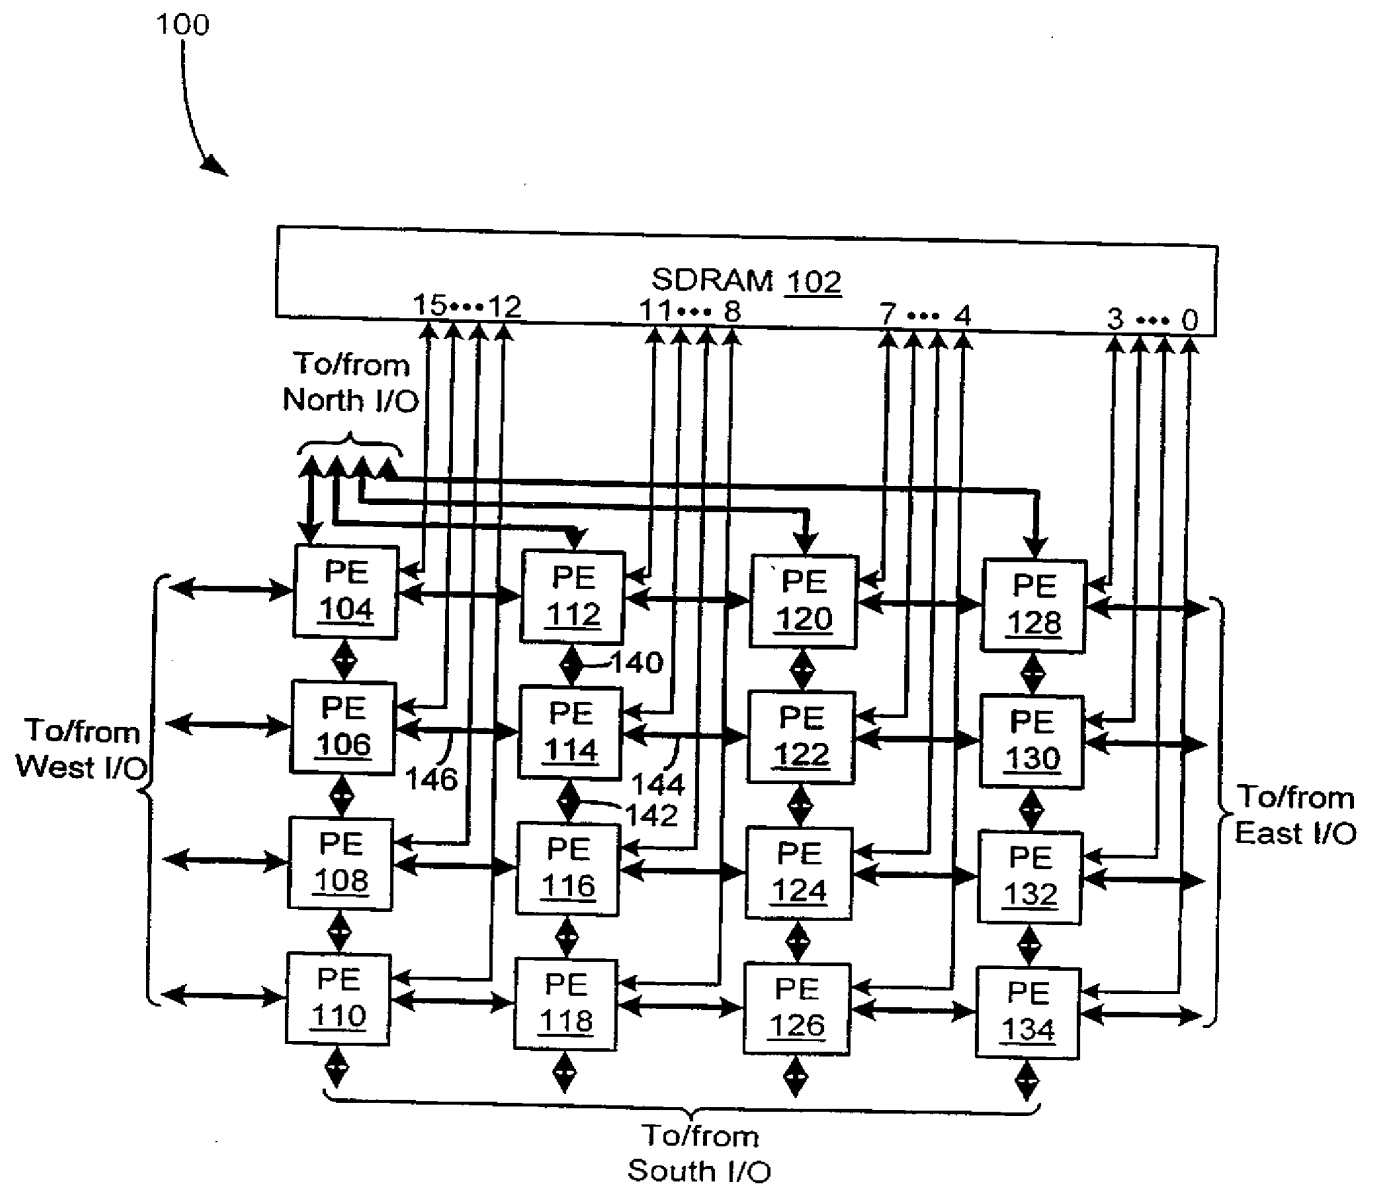 100
SDRAM 102
15•••12 11•••8 7••• 4 3 ••• 0
To/from
North I/O
PE
104
PE
112
PE
120
PE
128
140
PE
106
PE
114
PE
122
PE
130
To/from
West I/O
146
144
142
To/from
East I/O
PE
108
PE
116
PE
124
PE
132
PE
110
PE
118
PE
126
PE
134
To/from
South I/O